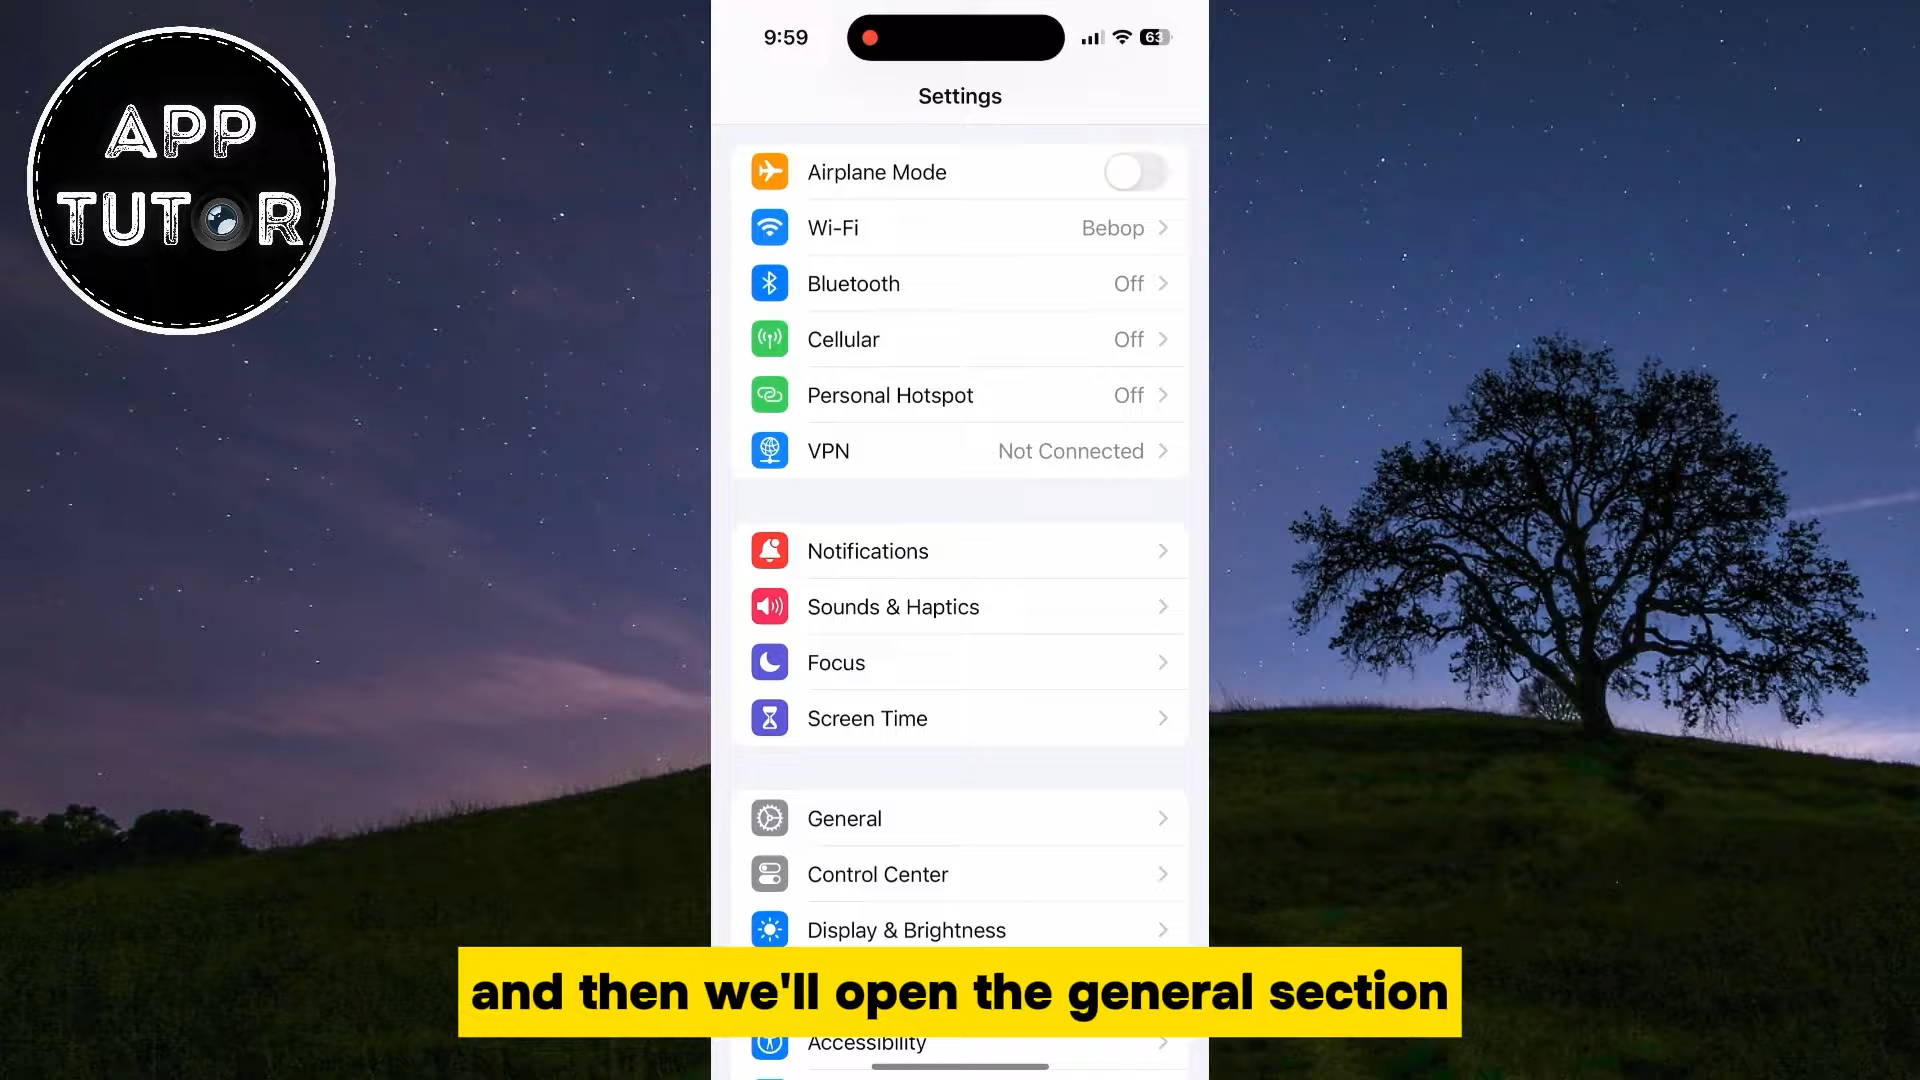 APP
TUTOR
9:59
63
Settings
Airplane Mode
Wi-Fi Bebop
Bluetooth Off
Cellular Off
Personal Hotspot Off
VPN Not Connected
Notifications
Sounds & Haptics
Focus
Screen Time
General
Control Center
Display & Brightness
and then we'll open the general section
Accessibility